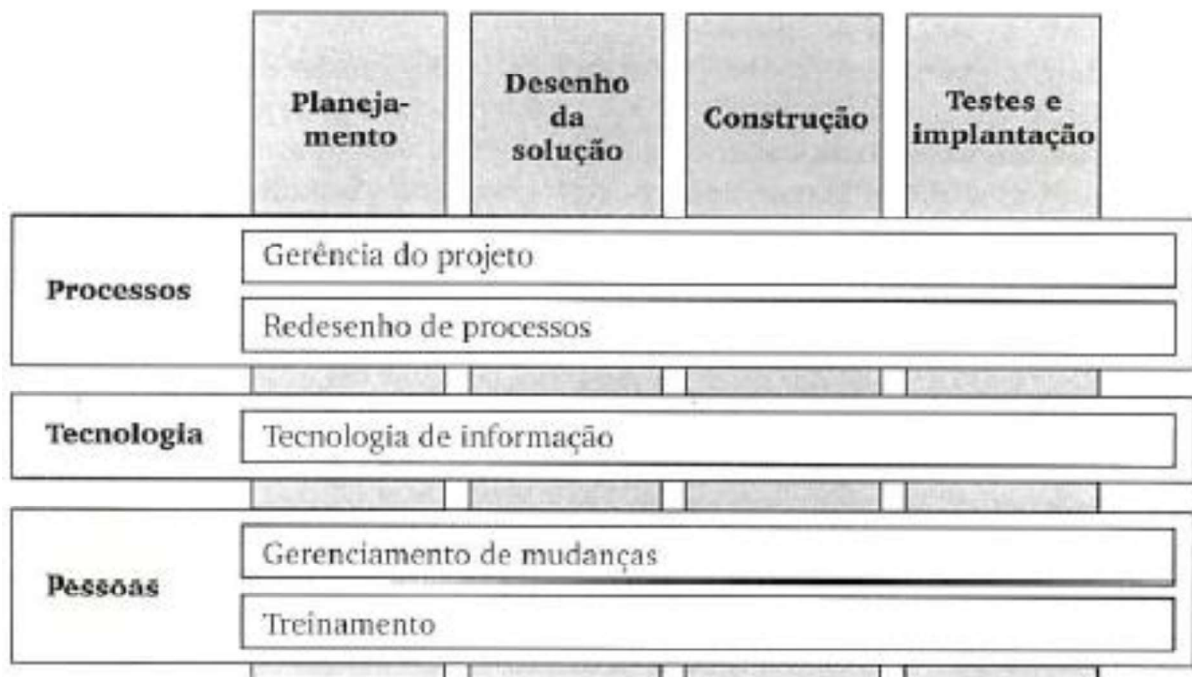 Planeja-
mento
Desenho
da
solução
Construção
Testes e
implantação
Processos
Gerência do projeto
Redesenho de processos
Tecnologia
Tecnologia de informação
Pessoas
Gerenciamento de mudanças
Treinamento